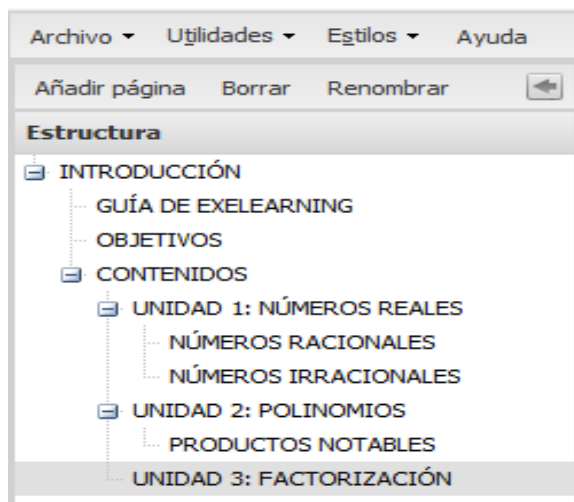 Archivo Utilidades Estilos Ayuda
Añadir página Borrar Renombrar
Estructura
INTRODUCCIÓN
GUÍA DE EXELEARNING
OBJETIVOS
CONTENIDOS
UNIDAD 1: NÚMEROS REALES
NÚMEROS RACIONALES
NÚMEROS IRRACIONALES
UNIDAD 2: POLINOMIOS
PRODUCTOS NOTABLES
UNIDAD 3: FACTORIZACIÓN